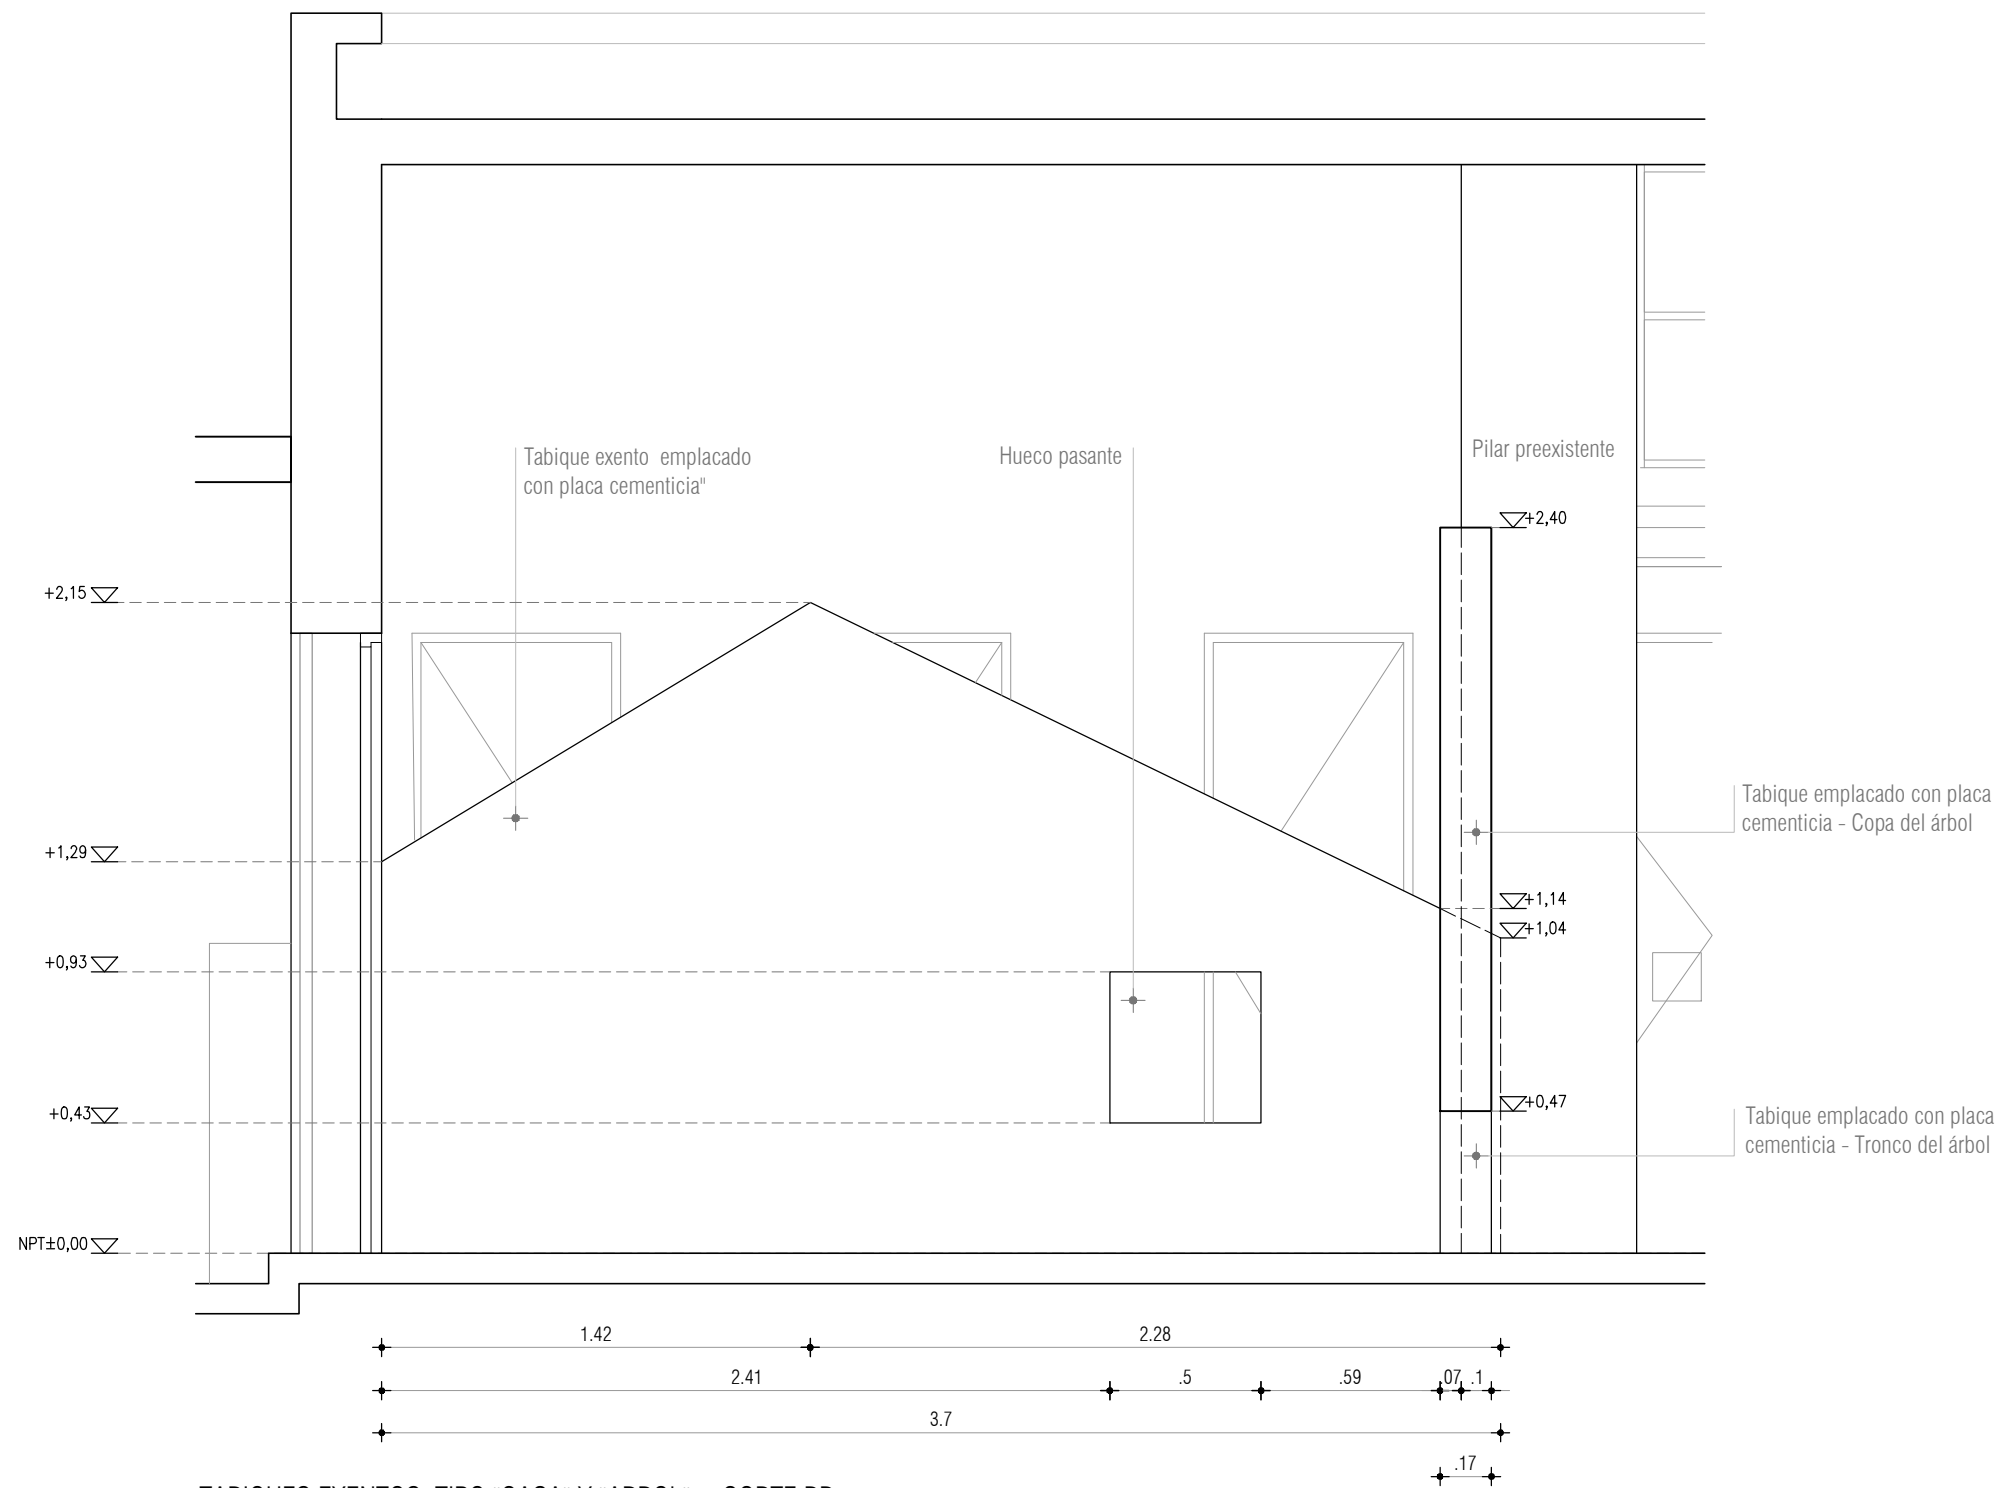 Tabique exento  emplacado
con placa cementicia"
Hueco pasante
Pilar preexistente
+2,40
+2,15
Tabique emplacado con placa
cementicia - Copa del árbol
+1,29
+1,14
+1,04
+0,93
+0,47
+0,43
Tabique emplacado con placa
cementicia - Tronco del árbol
NPT±0,00
1.42
2.28
2.41
.5
.59
.07
.1
3.7
.17